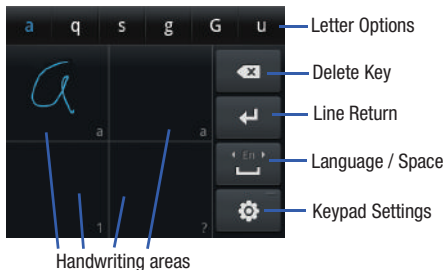 a q s g G u Letter Options
Delete Key
a
a a Line Return
En Language / Space
1 ? Keypad Settings
Handwriting areas